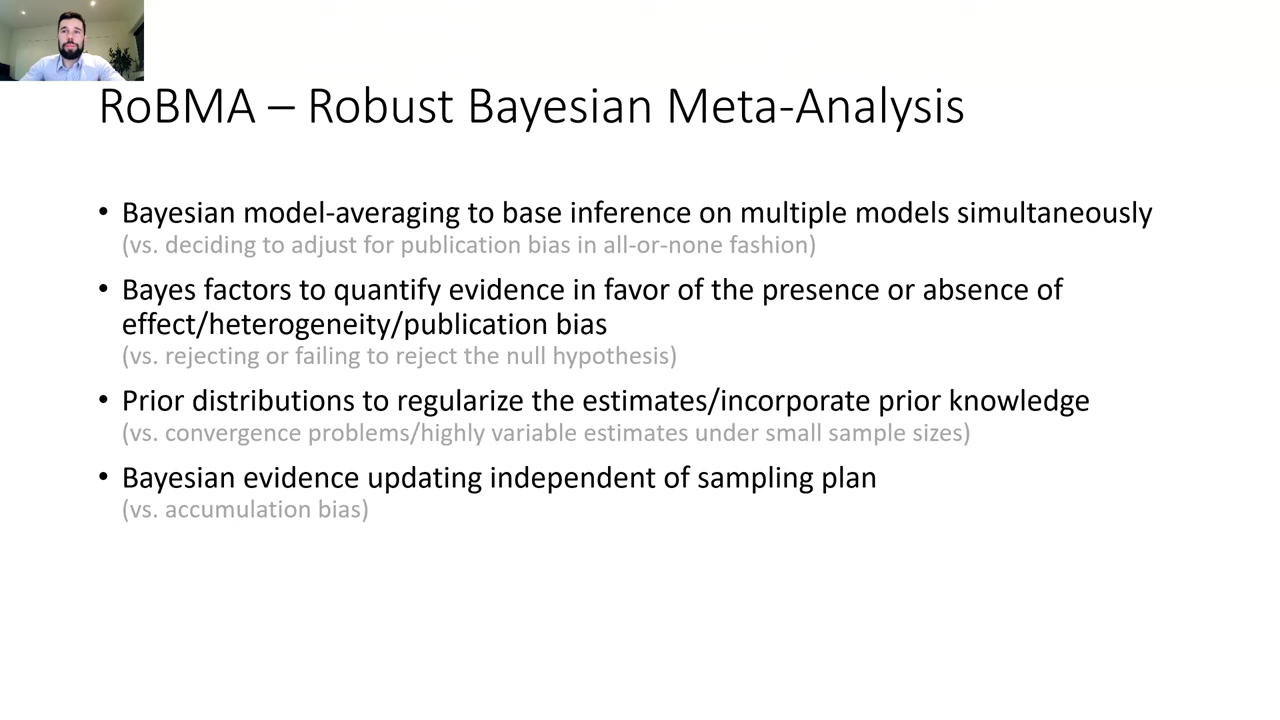 RoBMA – Robust Bayesian Meta-Analysis
• Bayesian model-averaging to base inference on multiple models simultaneously
(vs. deciding to adjust for publication bias in all-or-none fashion)
• Bayes factors to quantify evidence in favor of the presence or absence of
effect/heterogeneity/publication bias
(vs. rejecting or failing to reject the null hypothesis)
• Prior distributions to regularize the estimates/incorporate prior knowledge
(vs. convergence problems/highly variable estimates under small sample sizes)
• Bayesian evidence updating independent of sampling plan
(vs. accumulation bias)